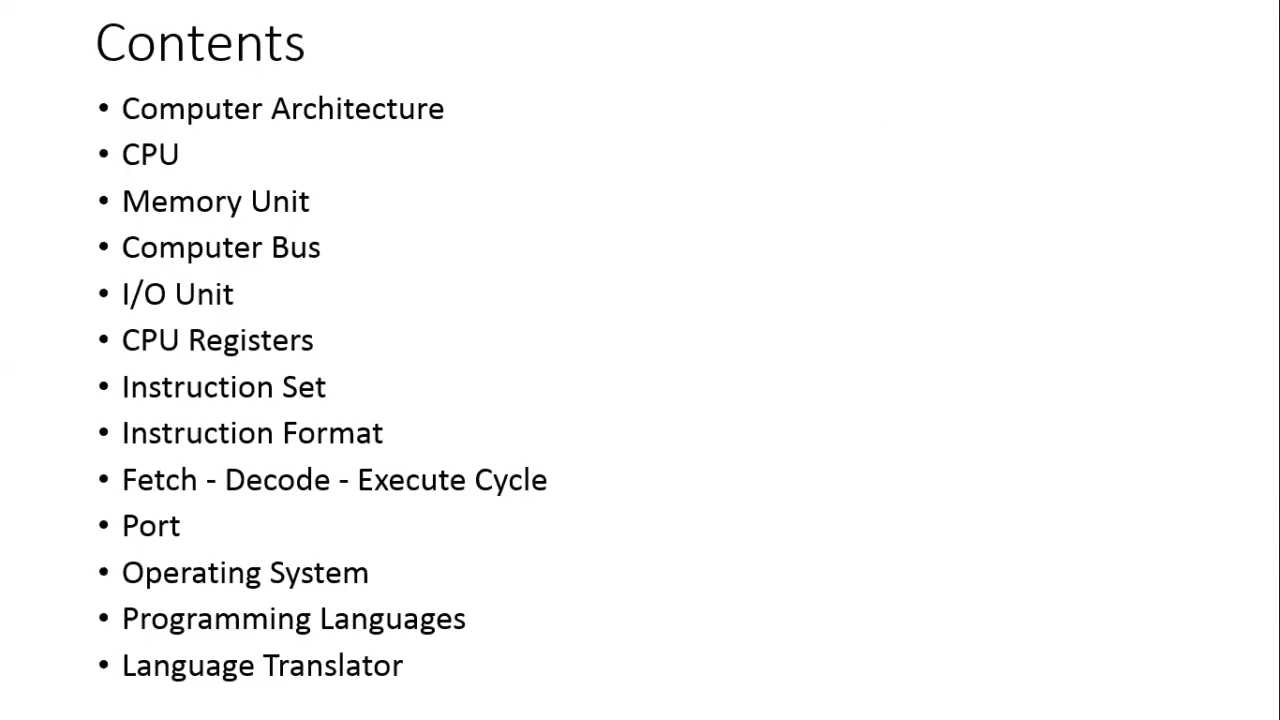 Contents
• Computer Architecture
• CPU
• Memory Unit
• Computer Bus
• I/O Unit
• CPU Registers
• Instruction Set
• Instruction Format
• Fetch - Decode - Execute Cycle
• Port
• Operating System
• Programming Languages
• Language Translator